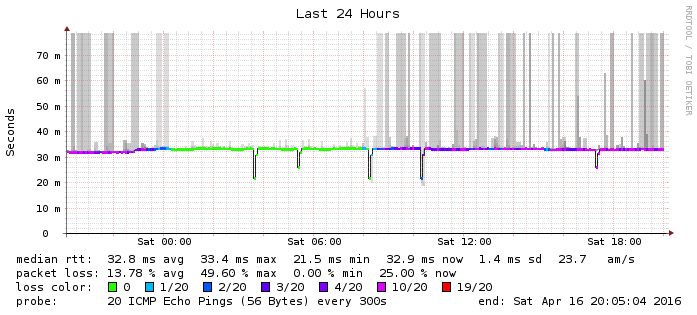 Last 24 Hours
RRDTOOL / TOBI OETIKER
Seconds
70 m
60 m
50 m
40 m
30 m
20 m
10 m
0
Sat 00:00 Sat 06:00 Sat 12:00 Sat 18:00
median rtt: 32.8 ms avg 33.4 ms max 21.5 ms min 32.9 ms now 1.4 ms sd 23.7 am/s
packet loss: 13.78 % avg 49.60 % max 0.00 % min 25.00 % now
loss color: 0 1/20 2/20 3/20 4/20 10/20 19/20
probe: 20 ICMP Echo Pings (56 Bytes) every 300s end: Sat Apr 16 20:05:04 2016